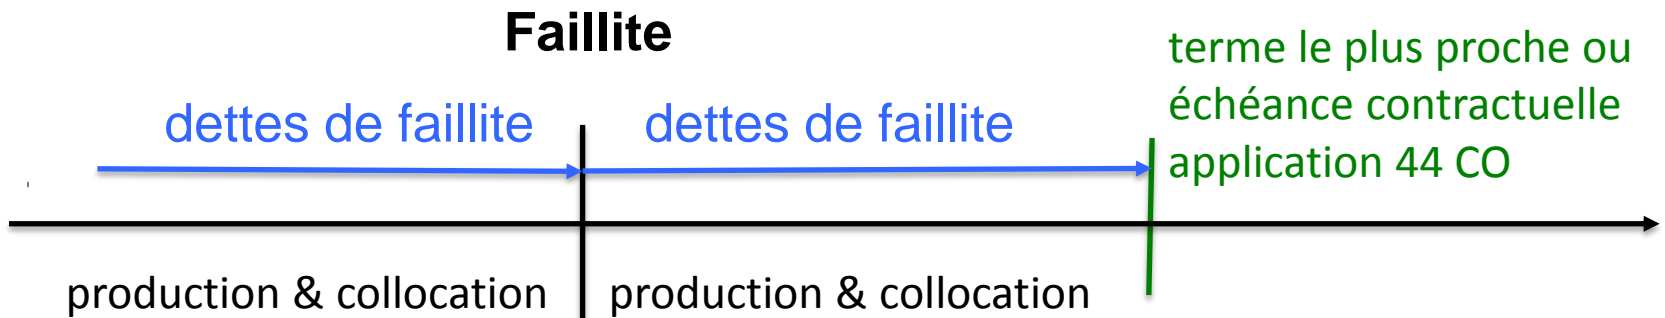 Faillite
terme le plus proche ou
échéance contractuelle
application 44 CO
dettes de faillite
dettes de faillite
production & collocation
production & collocation